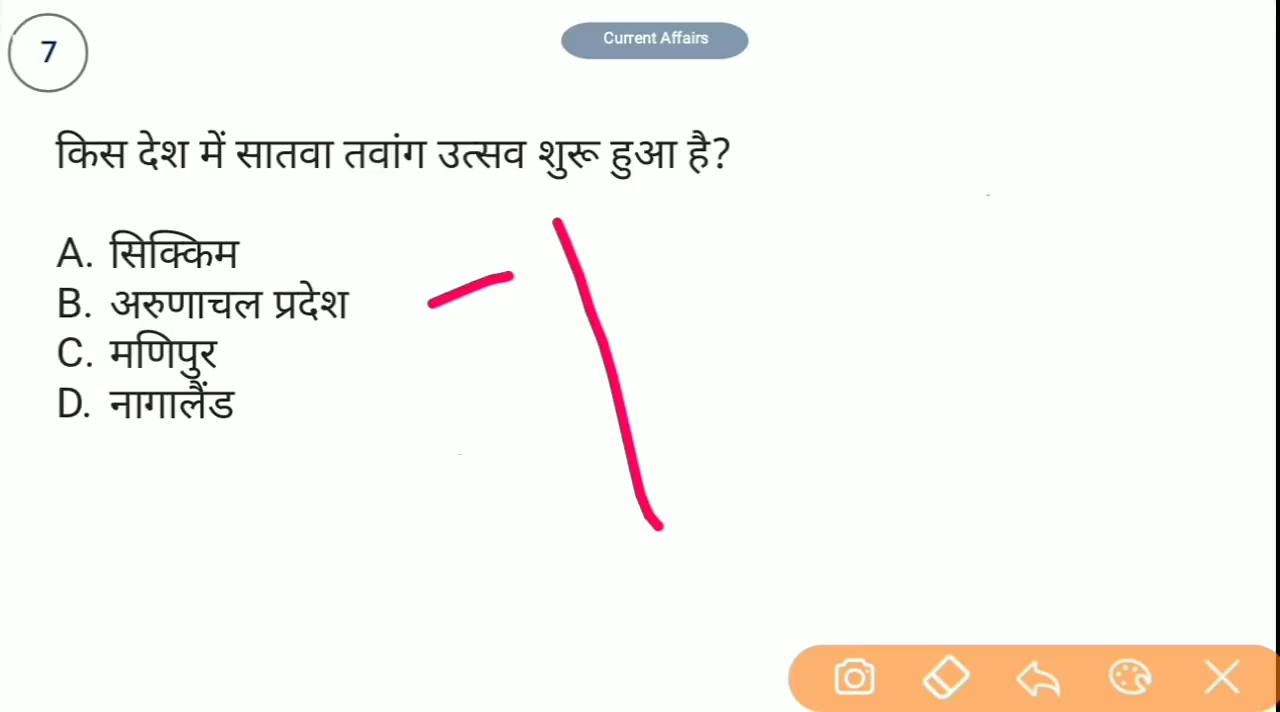 7
Current Affairs
किस देश में सातवा तवांग उत्सव शुरू हुआ है?
A. सिक्किम
B. अरुणाचल प्रदेश
C. मणिपुर
D. नागालैंड